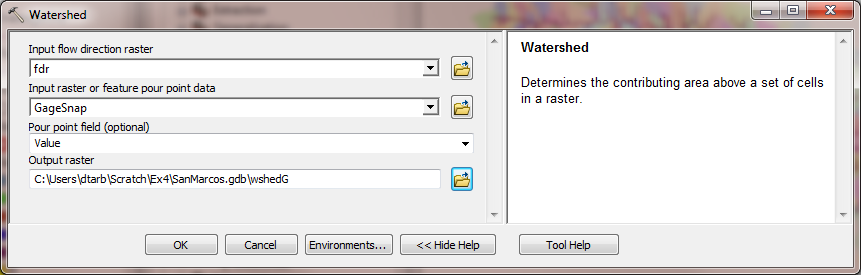 Watershed
Input flow direction raster
fdr
Input raster or feature pour point data
GageSnap
Pour point field (optional)
Value
Output raster
C:\Users\dtarb\Scratch\Ex4\SanMarcos.gdb\wshedG
Watershed
Determines the contributing area above a set of cells
in a raster.
OK
Cancel
Environments...
<< Hide Help
Tool Help